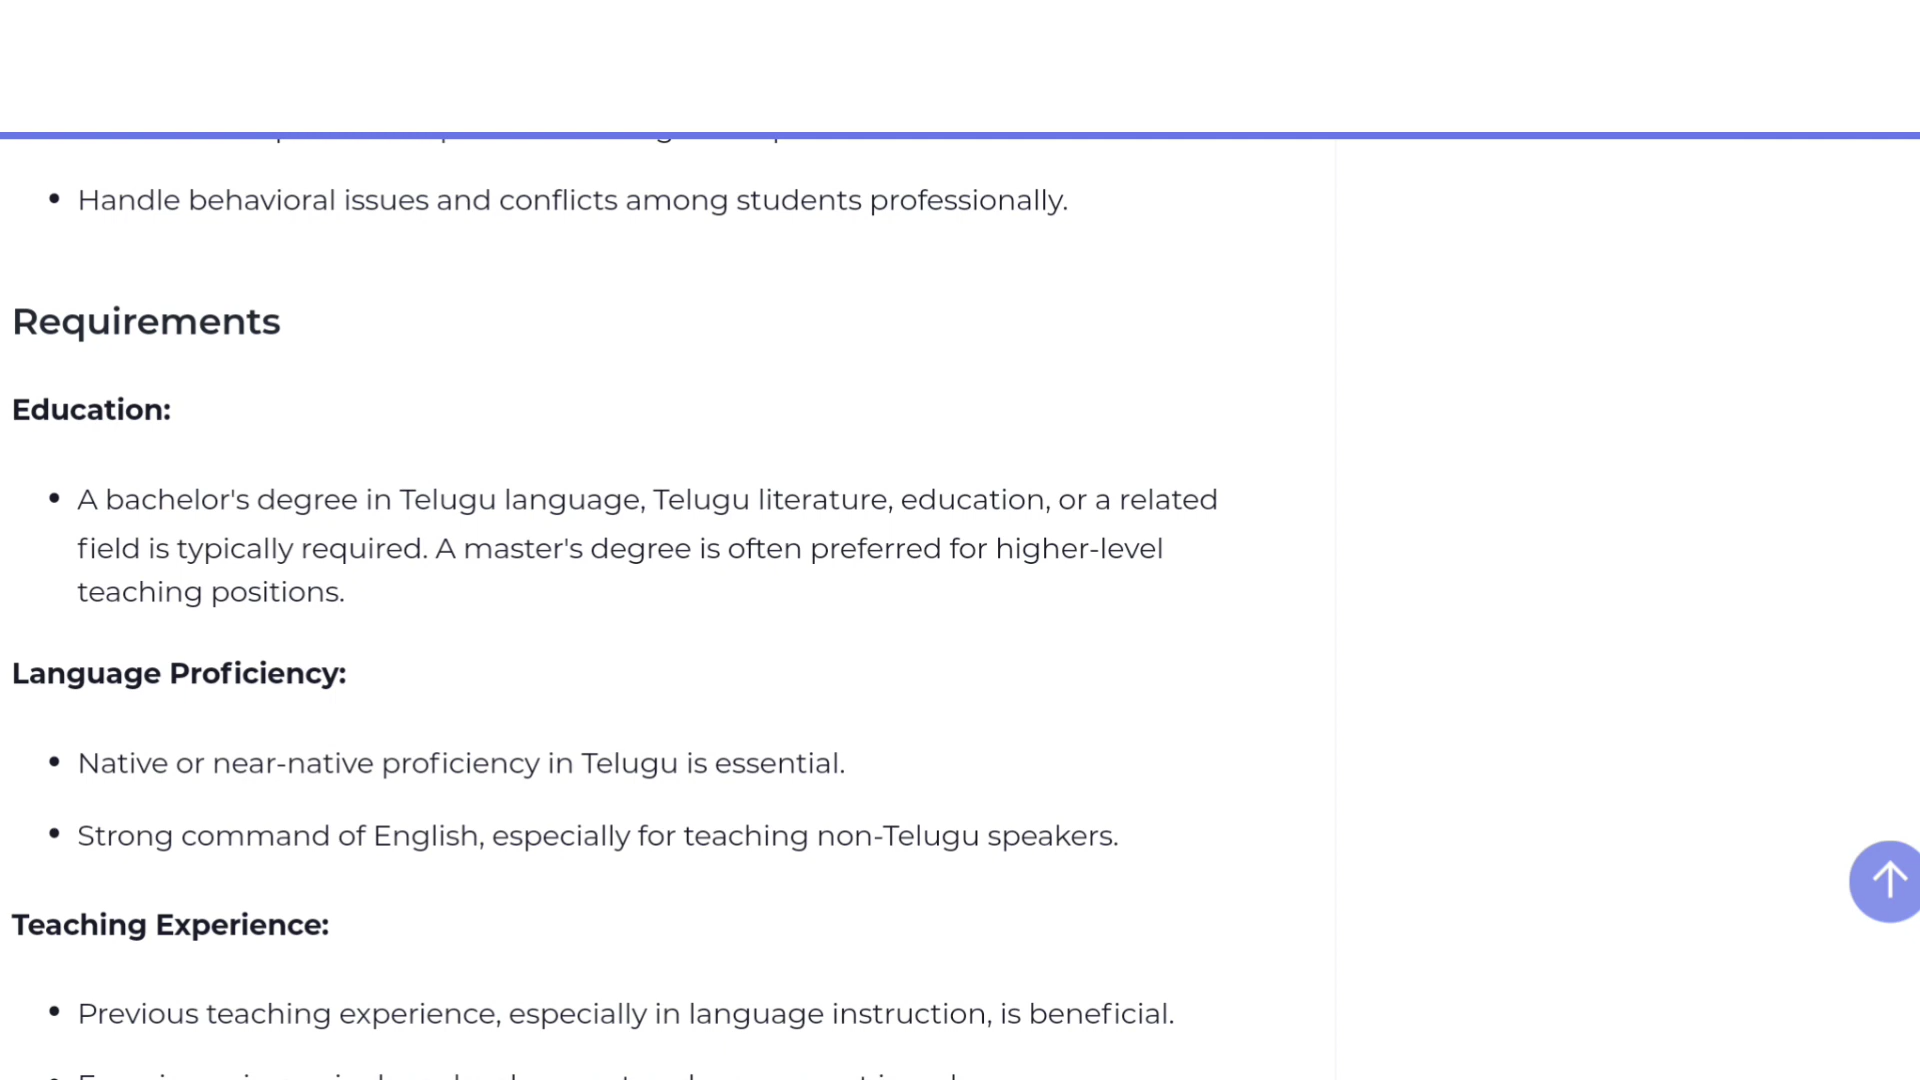 • Handle behavioral issues and conflicts among students professionally.
Requirements
Education:
• A bachelor's degree in Telugu language, Telugu literature, education, or a related
field is typically required. A master's degree is often preferred for higher-level
teaching positions.
Language Proficiency:
• Native or near-native proficiency in Telugu is essential.
• Strong command of English, especially for teaching non-Telugu speakers.
Teaching Experience:
• Previous teaching experience, especially in language instruction, is beneficial.